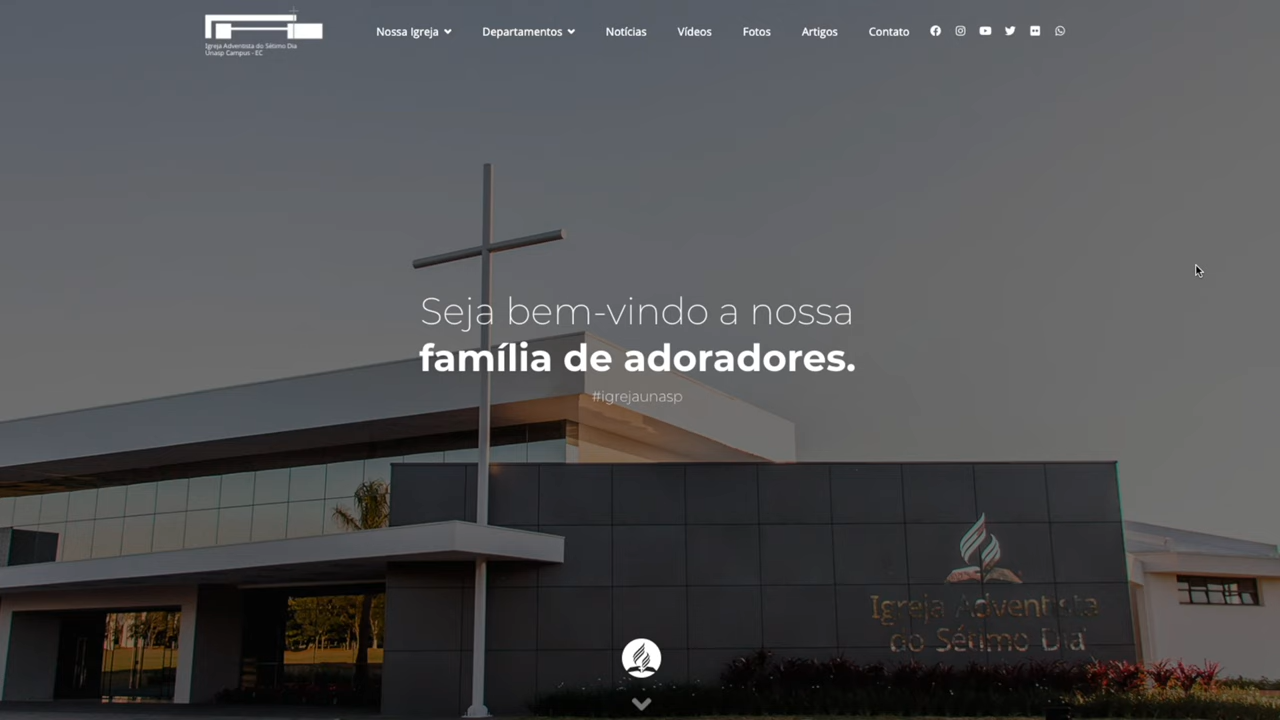 Igreja Adventista do Sétimo Dia
Unasp Campus - EC
Nossa Igreja
Departamentos
Notícias
Vídeos
Fotos
Artigos
Contato
Seja bem-vindo a nossa
família de adoradores.
#igrejaunasp
Igreja Adventista
do Sétimo Dia